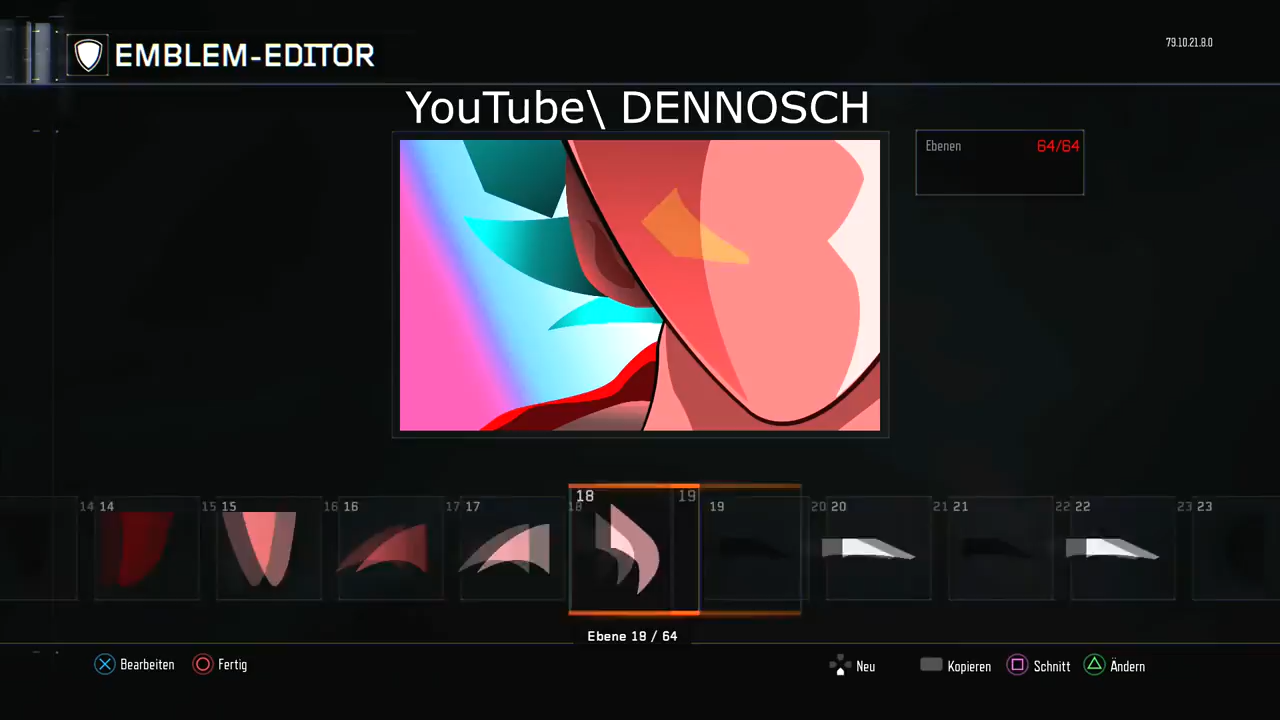 EMBLEM-EDITOR
79.10.21.8.0
YouTube\ DENNOSCH
Ebenen 64/64
14 14 15 15 16 16 17 17 18 18 19 19 20 20 21 21 22 22 23 23
Ebene 18 / 64
Bearbeiten Fertig Neu Kopieren Schnitt Ändern